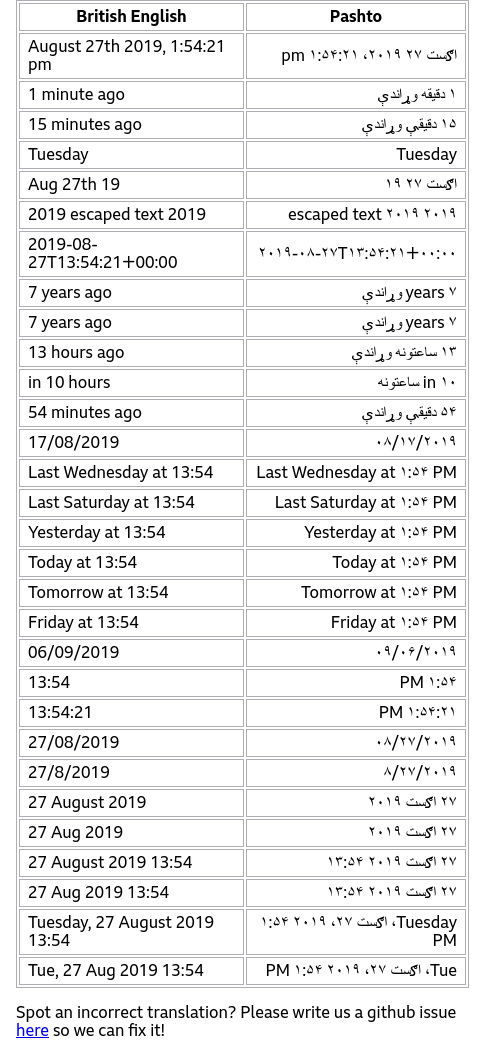 British English	Pashto
August 27th 2019, 1:54:21	اګست ۲۷ ۲۰۱۹، ۱:۵۴:۲۱ pm
pm
1 minute ago	۱ دقیقه وړاندې
15 minutes ago	۱۵ دقیقې وړاندې
Tuesday	Tuesday
Aug 27th 19	اګست ۲۷ ۱۹
2019 escaped text 2019	۲۰۱۹ escaped text ۲۰۱۹
2019-08-	۲۰۱۹-۰۸-۲۷T۱۳:۵۴:۲۱+۰۰:۰۰
27T13:54:21+00:00
7 years ago	۷ years وړاندې
7 years ago	۷ years وړاندې
13 hours ago	۱۳ ساعتونه وړاندې
in 10 hours	in ۱۰ ساعتونه
54 minutes ago	۵۴ دقیقې وړاندې
17/08/2019	۰۸/۱۷/۲۰۱۹
Last Wednesday at 13:54	Last Wednesday at ۱:۵۴ PM
Last Saturday at 13:54	Last Saturday at ۱:۵۴ PM
Yesterday at 13:54	Yesterday at ۱:۵۴ PM
Today at 13:54	Today at ۱:۵۴ PM
Tomorrow at 13:54	Tomorrow at ۱:۵۴ PM
Friday at 13:54	Friday at ۱:۵۴ PM
06/09/2019	۰۹/۰۶/۲۰۱۹
13:54	۱:۵۴ PM
13:54:21	۱:۵۴:۲۱ PM
27/08/2019	۰۸/۲۷/۲۰۱۹
27/8/2019	۸/۲۷/۲۰۱۹
27 August 2019	۲۷ اګست ۲۰۱۹
27 Aug 2019	۲۷ اګست ۲۰۱۹
27 August 2019 13:54	۲۷ اګست ۲۰۱۹ ۱۳:۵۴
27 Aug 2019 13:54	۲۷ اګست ۲۰۱۹ ۱۳:۵۴
Tuesday, 27 August 2019	Tuesday، اګست ۲۷، ۲۰۱۹ ۱:۵۴
13:54	PM
Tue, 27 Aug 2019 13:54	Tue، اګست ۲۷، ۲۰۱۹ ۱:۵۴ PM
Spot an incorrect translation? Please write us a github issue
here so we can fix it!